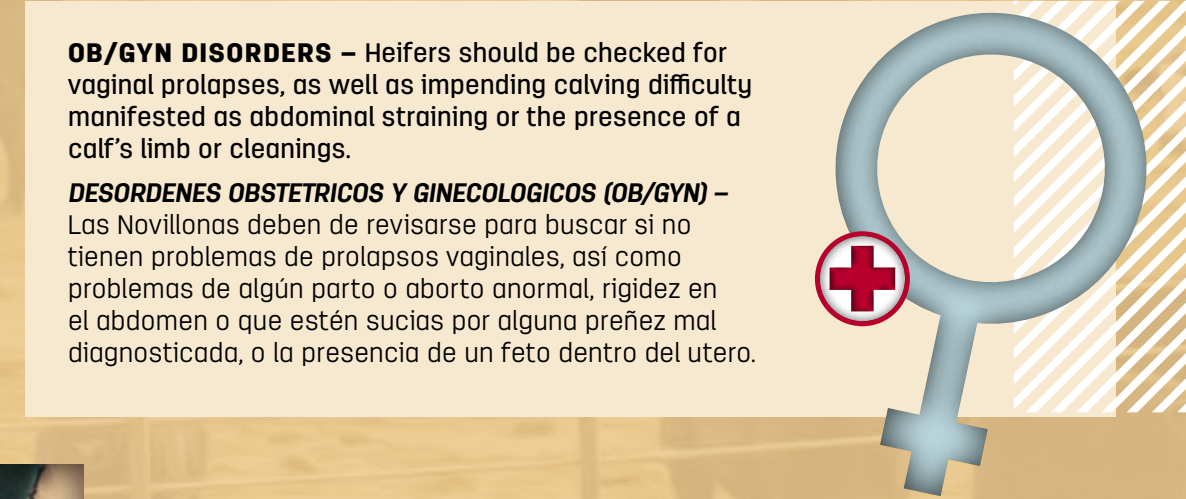 OB/GYN DISORDERS – Heifers should be checked for
vaginal prolapses, as well as impending calving difficulty
manifested as abdominal straining or the presence of a
calf’s limb or cleanings.
DESORDENES OBSTETRICOS Y GINECOLOGICOS (OB/GYN) –
Las Novillonas deben de revisarse para buscar si no
tienen problemas de prolapsos vaginales, así como
problemas de algún parto o aborto anormal, rigidez en
el abdomen o que estén sucias por alguna preñez mal
diagnosticada, o la presencia de un feto dentro del utero.